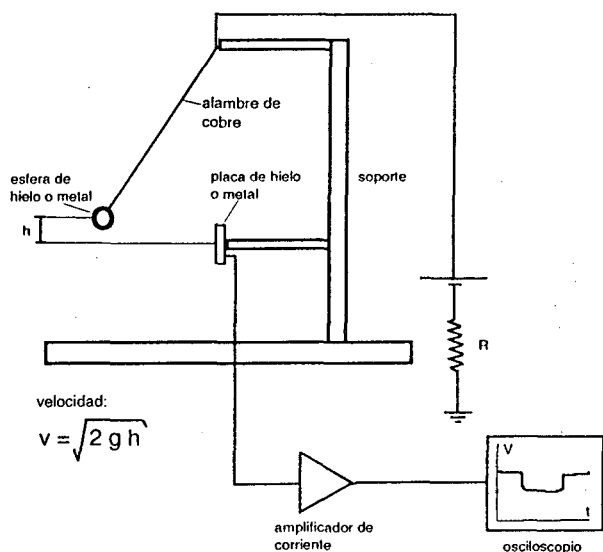 alambre de
cobre
esfera de
hielo o metal
placa de hielo
o metal
soporte
h
R
velocidad:
v = √2 g h
V
t
amplificador de
corriente
osciloscopio